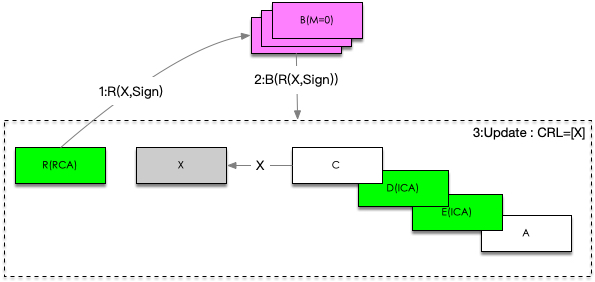 B(M=0)
1:R(X,Sign)
2:B(R(X,Sign))
3:Update : CRL=[X]
R(RCA)
X
X
C
D(ICA)
E(ICA)
A